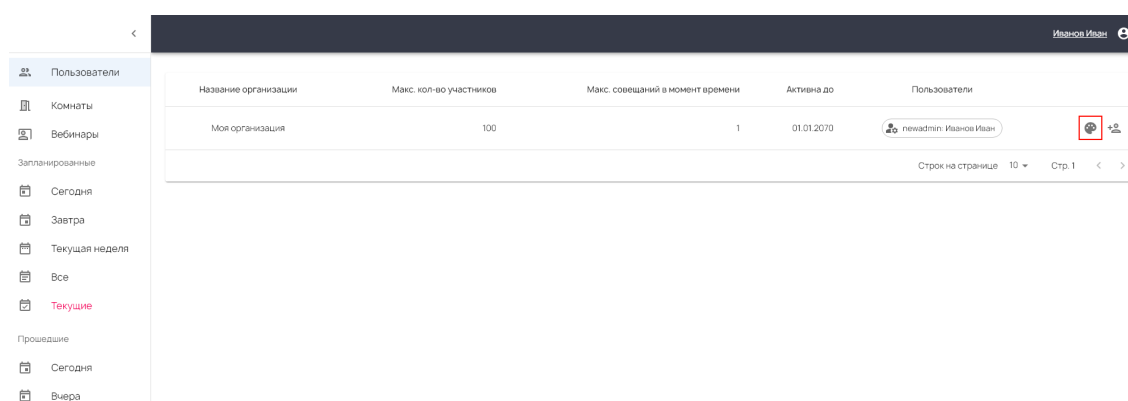 Иванов Иван
Пользователи
Комнаты
Вебинары
Запланированные
Сегодня
Завтра
Текущая неделя
Все
Текущие
Прошедшие
Сегодня
Вчера
Название организации Макс. кол-во участников Макс. совещаний в момент времени Активна до Пользователи
Моя организация 100 1 01.01.2070 newadmin: Иванов Иван
Строк на странице 10 Стр. 1